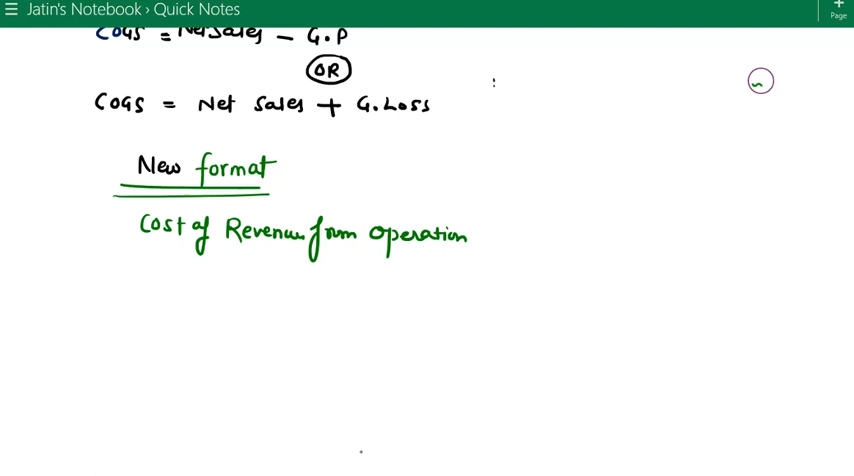 Jatin's Notebook › Quick Notes
Page
COGS = Net Sales – G.P
OR
COGS = Net Sales + G.Loss
New format
Cost of Revenue form Operation